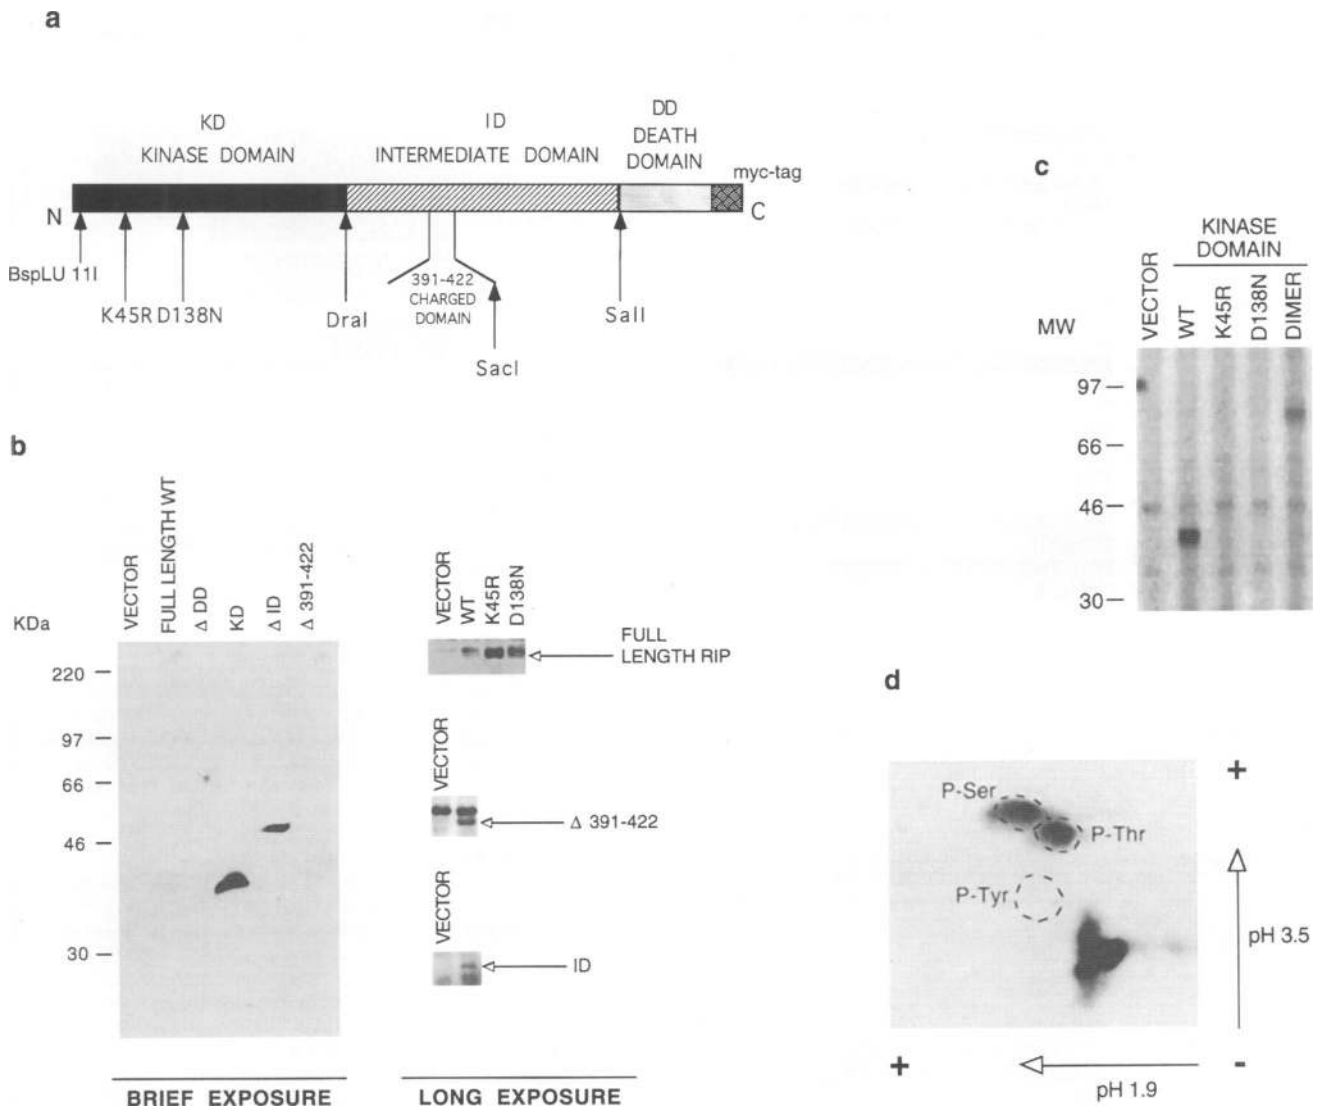 a
KD
KINASE DOMAIN
ID
INTERMEDIATE DOMAIN
DD
DEATH
DOMAIN
myc-tag
N
C
BspLU 11I
K45R D138N
DraI
391-422
CHARGED
DOMAIN
SacI
SalI
b
KDa
VECTOR
FULL LENGTH WT
Δ DD
KD
Δ ID
Δ 391-422
220
97
66
46
30
BRIEF EXPOSURE
VECTOR
WT
K45R
D138N
FULL
LENGTH RIP
VECTOR
Δ 391-422
VECTOR
ID
LONG EXPOSURE
c
KINASE
DOMAIN
MW
VECTOR
WT
K45R
D138N
DIMER
97
66
46
30
d
P-Ser
P-Thr
P-Tyr
+
pH 3.5
-
+
pH 1.9